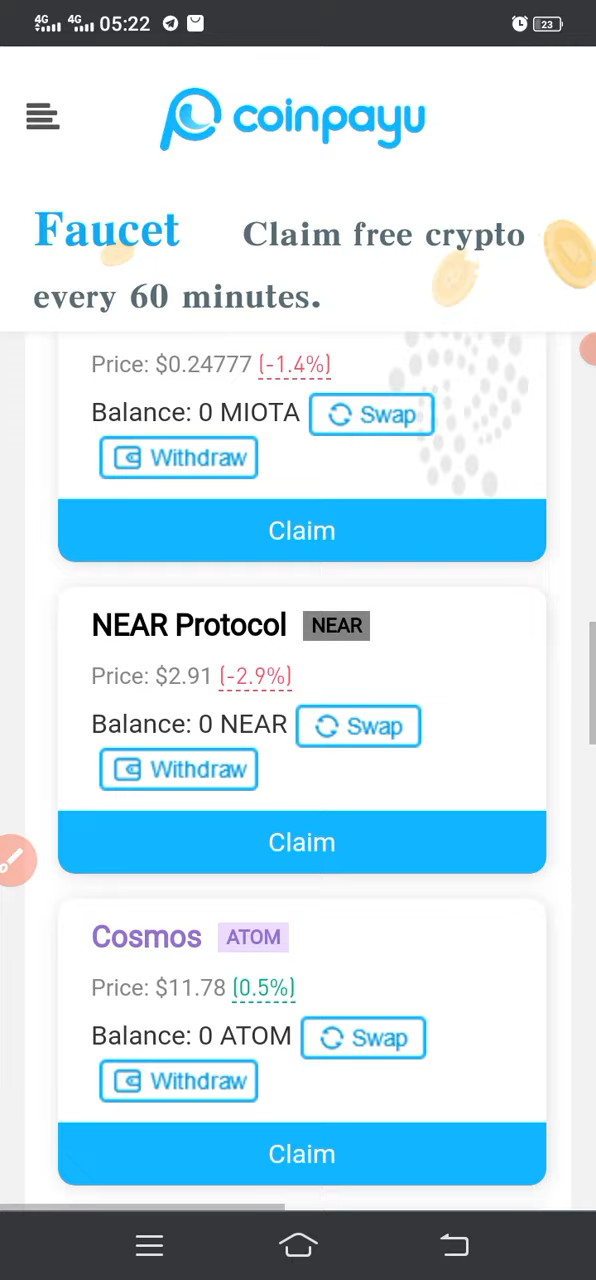 4G 4G 05:22 23
coinpayu
Faucet Claim free crypto
every 60 minutes.
Price: $0.24777 (-1.4%)
Balance: 0 MIOTA Swap
Withdraw
Claim
NEAR Protocol NEAR
Price: $2.91 (-2.9%)
Balance: 0 NEAR Swap
Withdraw
Claim
Cosmos ATOM
Price: $11.78 (0.5%)
Balance: 0 ATOM Swap
Withdraw
Claim